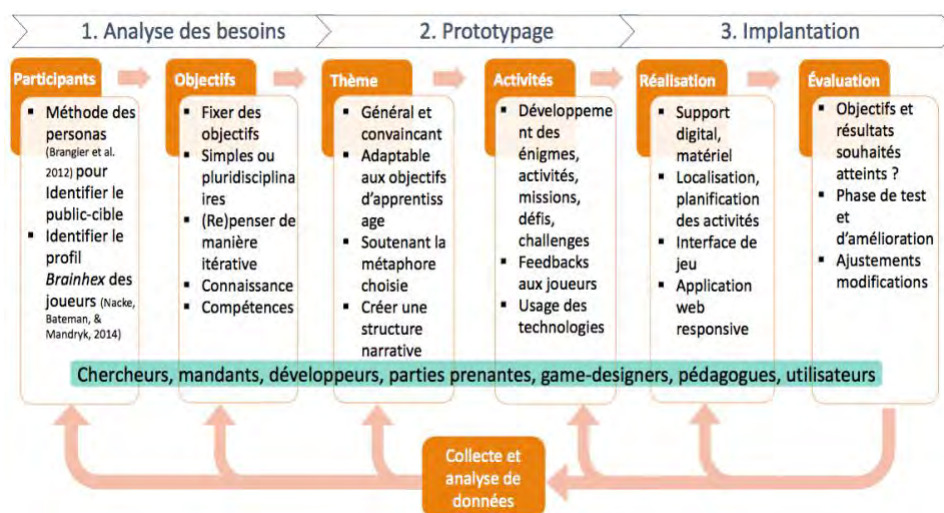 1. Analyse des besoins
2. Prototypage
3. Implantation
Participants
▪ Méthode des
personas
(Brangier et al.
2012) pour
Identifier le
public-cible
▪ Identifier le
profil
Brainhex des
joueurs (Nacke,
Bateman, &
Mandryk, 2014)
Objectifs
▪ Fixer des
objectifs
▪ Simples ou
pluridisciplina
ires
▪ (Re)penser de
manière
itérative
▪ Connaissance
▪ Compétences
Thème
▪ Général et
convaincant
▪ Adaptable
aux objectifs
d'apprentiss
age
▪ Soutenant la
métaphore
choisie
▪ Créer une
structure
narrative
Activités
▪ Développeme
nt des
énigmes,
activités,
missions,
défis,
challenges
▪ Feedbacks
aux joueurs
▪ Usage des
technologies
Réalisation
▪ Support
digital,
matériel
▪ Localisation,
planification
des activités
▪ Interface de
jeu
▪ Application
web
responsive
Évaluation
▪ Objectifs et
résultats
souhaités
atteints ?
▪ Phase de test
et
d'amélioration
▪ Ajustements
modifications
Chercheurs, mandants, développeurs, parties prenantes, game-designers, pédagogues, utilisateurs
Collecte et
analyse de
données